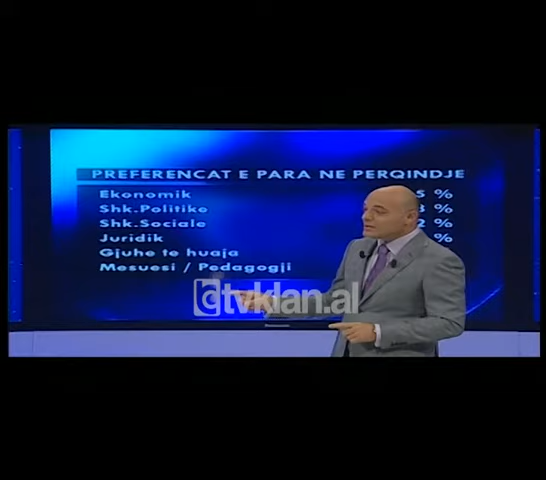 PREFERENCAT E PARA NE PERQINDJE
Ekonomik 5 %
Shk.Politike %
Shk.Sociale 2 %
Juridik %
Gjuhe te huaja
Mesuesi / Pedagogji
tvklan.al
Panasonic